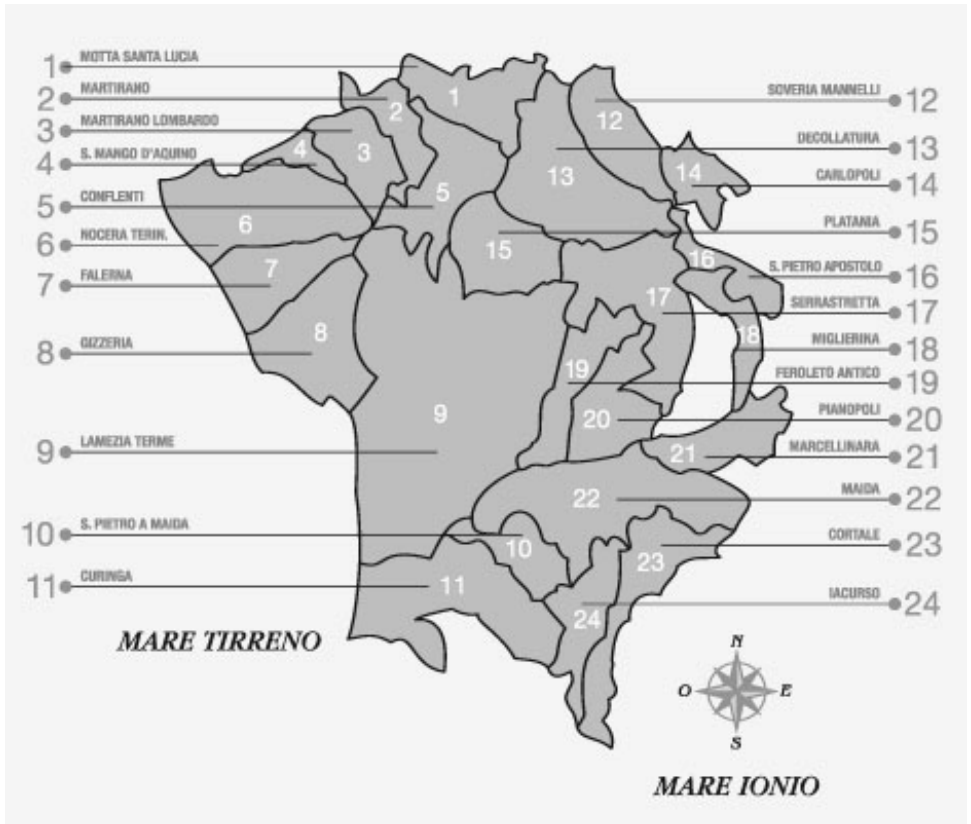 1 MOTTA SANTA LUCIA
2 MARTIRANO
3 MARTIRANO LOMBARDO
4 S. MANGO D'AQUINO
5 CONFLENTI
6 NOCERA TERIN.
7 FALERNA
8 GIZZERIA
9 LAMEZIA TERME
10 S. PIETRO A MAIDA
11 CURINGA
SOVERIA MANNELLI 12
DECOLLATURA 13
CARLOPOLI 14
PLATANIA 15
S. PIETRO APOSTOLO 16
SERRASTRETTA 17
MIGLIERINA 18
FEROLETO ANTICO 19
PIANOPOLI 20
MARCELLINARA 21
MAIDA 22
CORTALE 23
IACURSO 24
1
2
3
4
5
6
7
8
9
10
11
12
13
14
15
16
17
18
19
20
21
22
23
24
MARE TIRRENO
N
O E
S
MARE IONIO